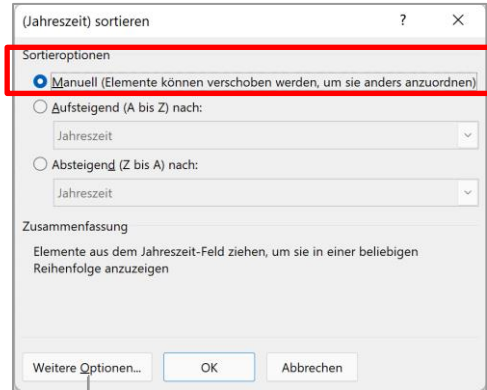 (Jahreszeit) sortieren ? ×
Sortieroptionen
Manuell (Elemente können verschoben werden, um sie anders anzuordnen)
Aufsteigend (A bis Z) nach:
Jahreszeit
Absteigend (Z bis A) nach:
Jahreszeit
Zusammenfassung
Elemente aus dem Jahreszeit-Feld ziehen, um sie in einer beliebigen
Reihenfolge anzuzeigen
Weitere Optionen... OK Abbrechen